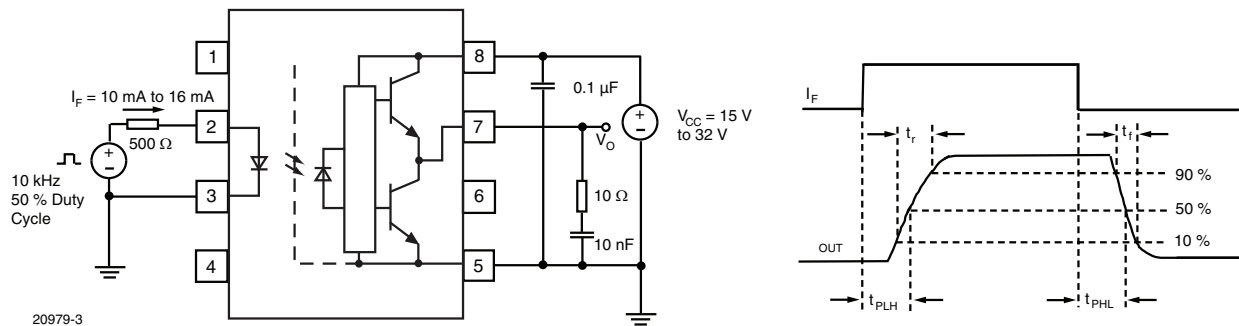 1
2
3
4
8
7
6
5
I_F = 10 mA to 16 mA
500 Ω
+
−
10 kHz
50 % Duty
Cycle
0.1 µF
V_O
10 Ω
10 nF
+
−
V_CC = 15 V
to 32 V
20979-3
I_F
t_r
t_f
90 %
50 %
10 %
OUT
t_PLH
t_PHL